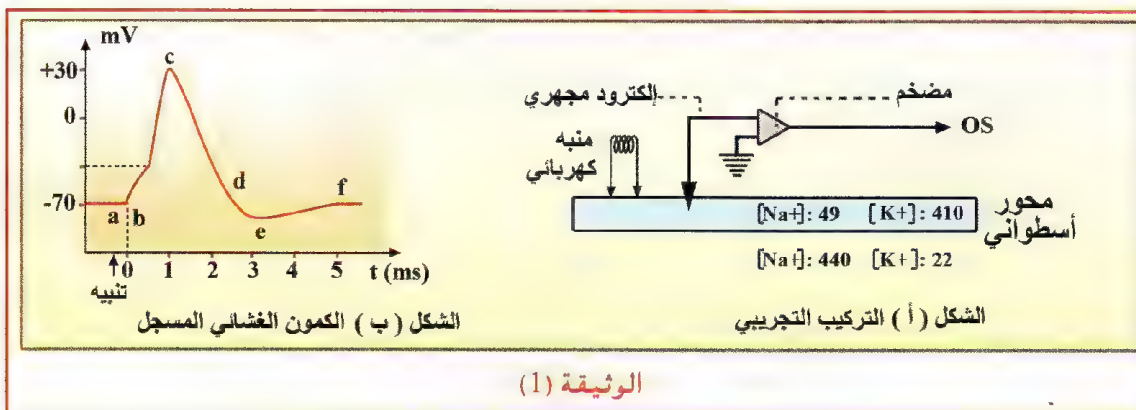 mV
+30
0
-70
a
b
c
d
e
f
0 1 2 3 4 5 t (ms)
تنبيه
الشكل ( ب ) الكمون الغشائي المسجل
إلكترود مجهري
مضخم
OS
منبه
كهربائي
[Na+]: 49 [K+]: 410
[Na+]: 440 [K+]: 22
محور
أسطواني
الشكل ( أ ) التركيب التجريبي
الوثيقة (1)